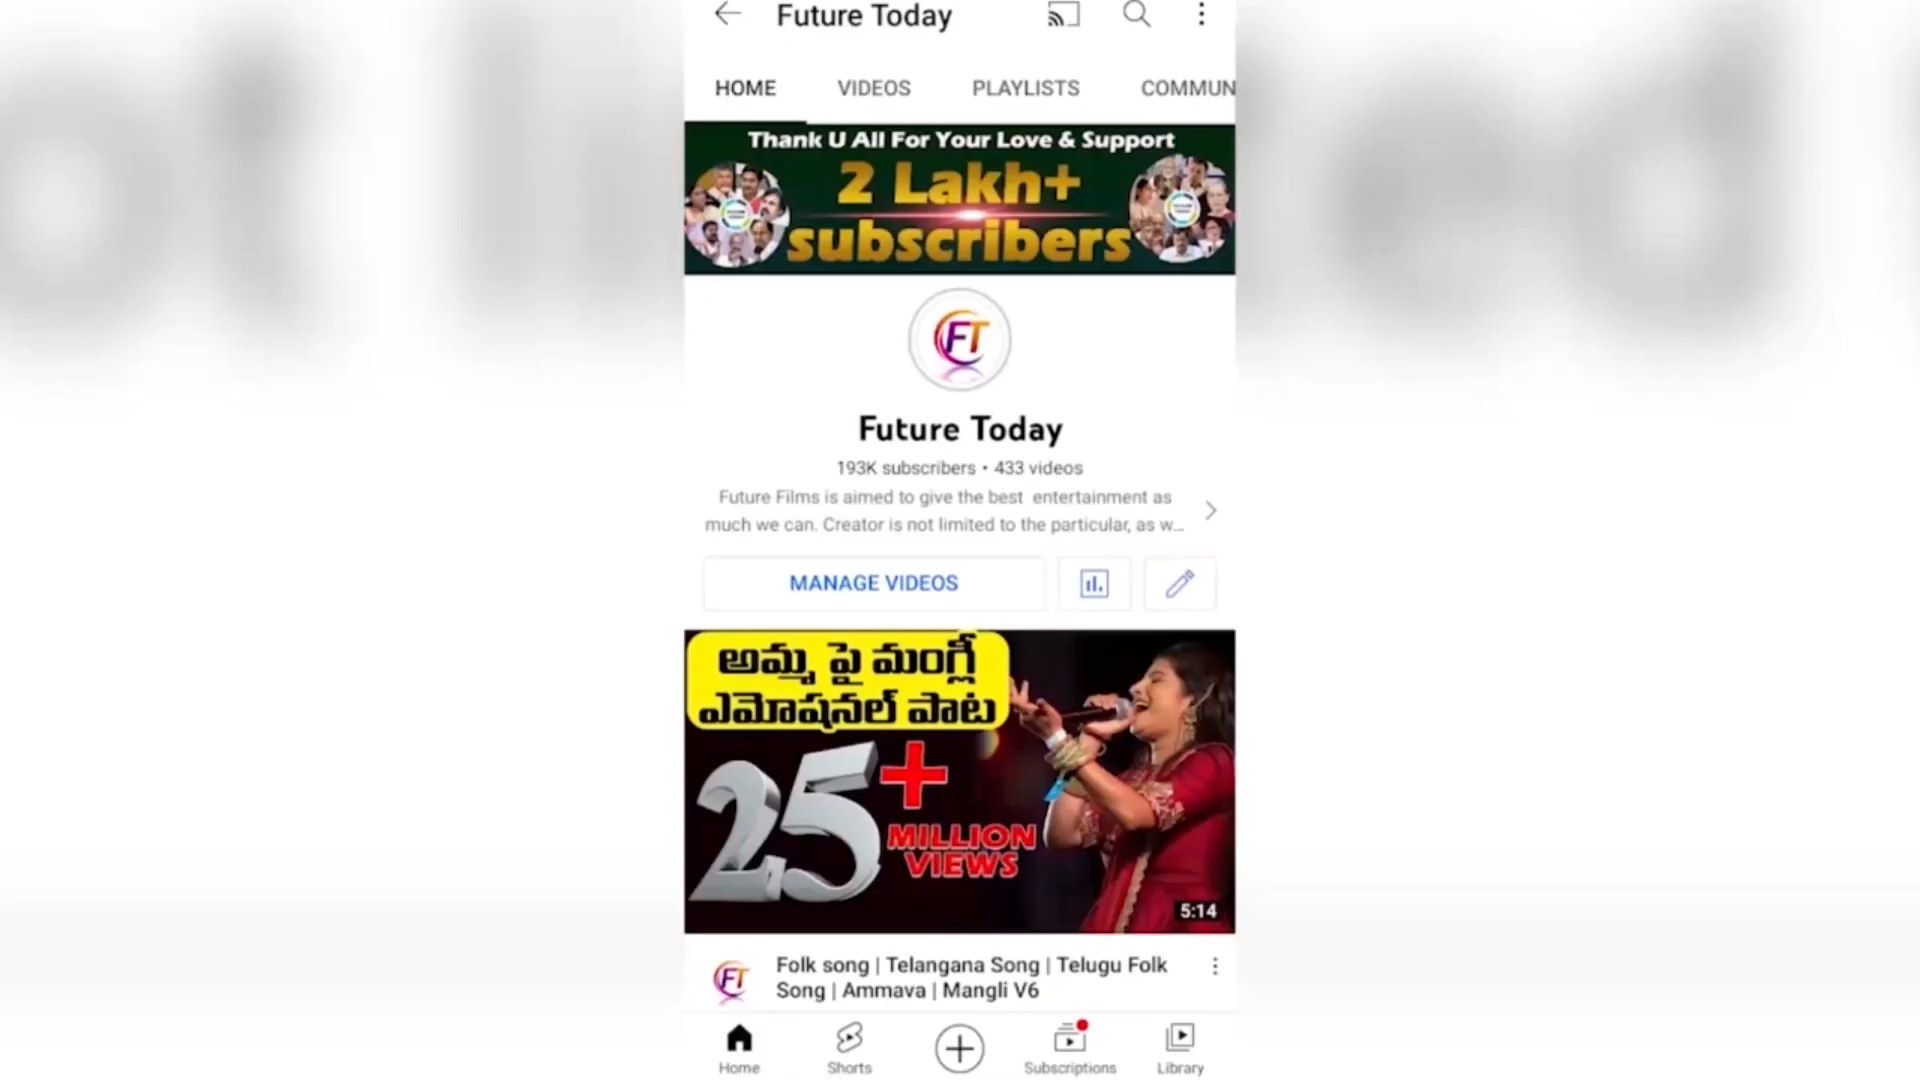 Future Today
HOME VIDEOS PLAYLISTS COMMUN
Thank U All For Your Love & Support
2 Lakh+
subscribers
FT
Future Today
193K subscribers • 433 videos
Future Films is aimed to give the best entertainment as
much we can. Creator is not limited to the particular, as w...
MANAGE VIDEOS
అమ్మ పై మంగ్లీ
ఎమోషనల్ పాట
25+
MILLION
VIEWS
5:14
FT
Folk song | Telangana Song | Telugu Folk
Song | Ammava | Mangli V6
Home Shorts Subscriptions Library